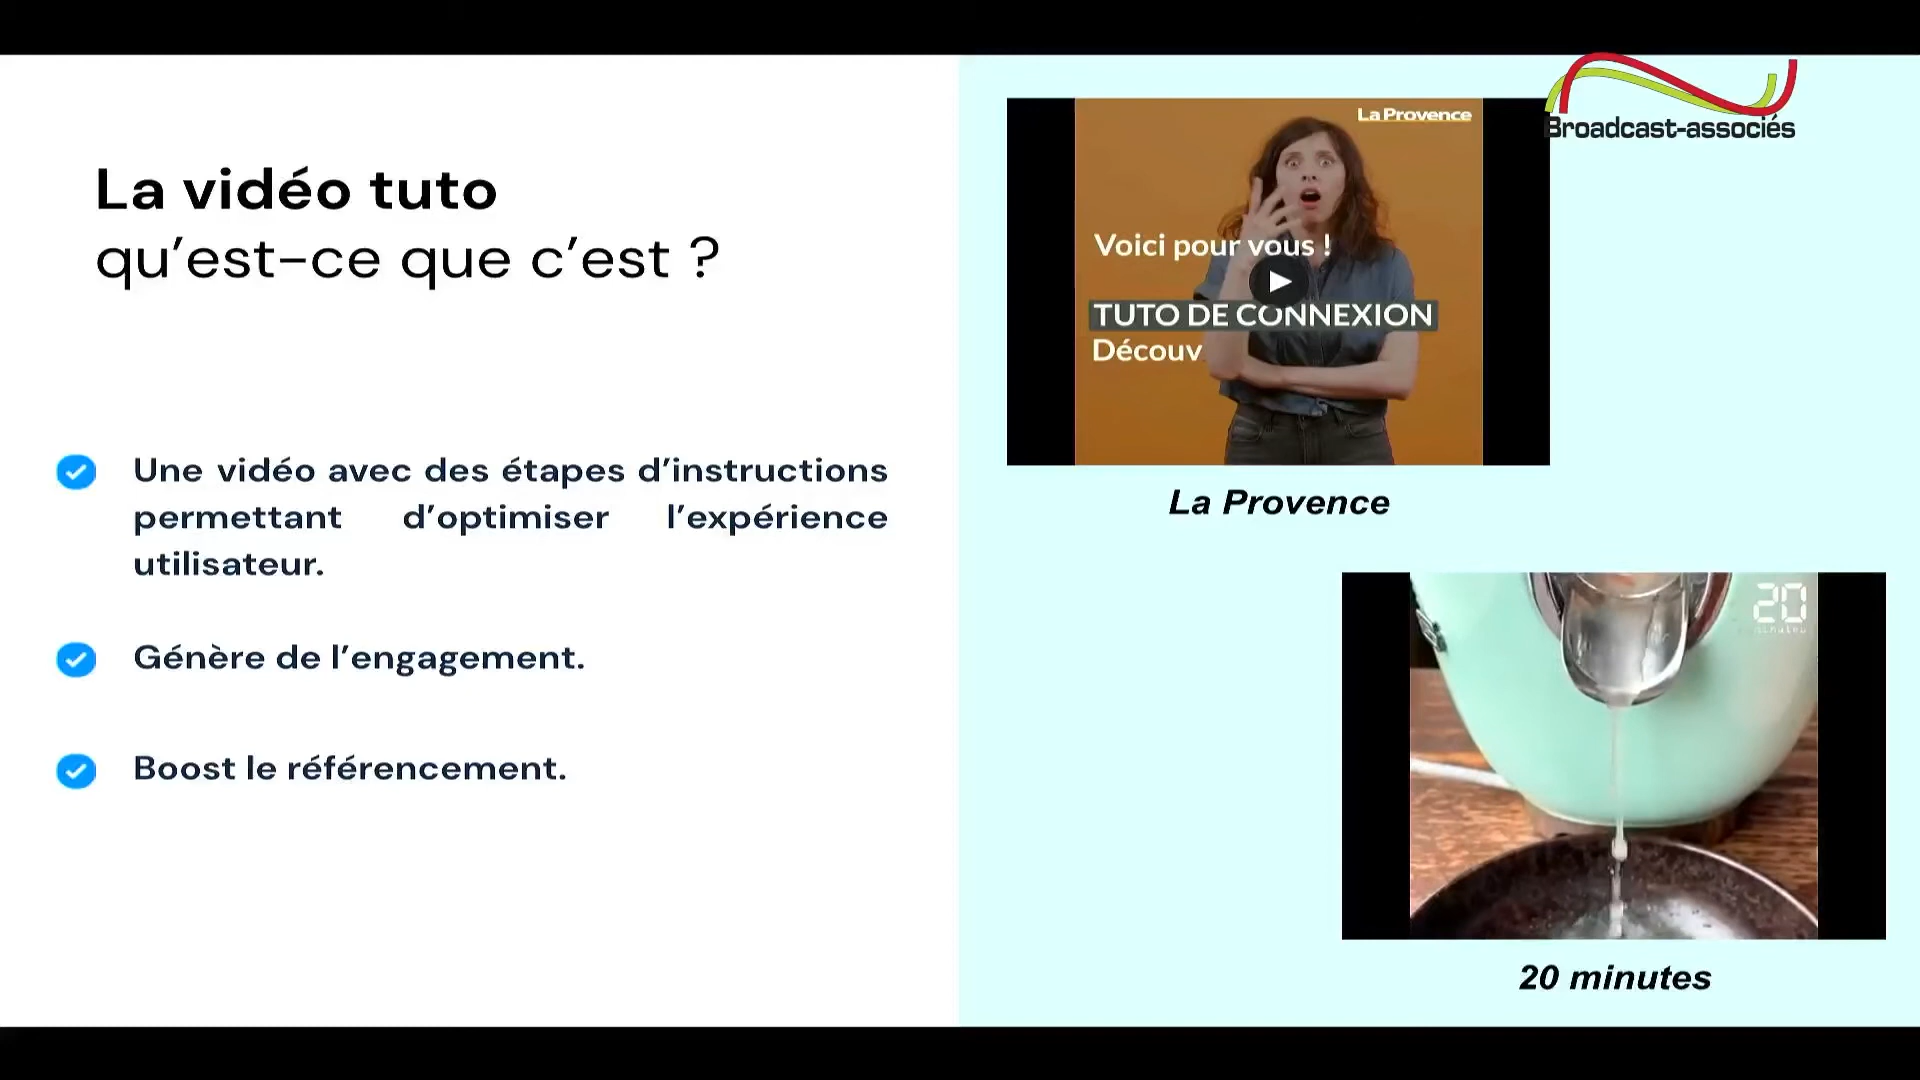 La vidéo tuto
qu’est-ce que c’est ?
Une vidéo avec des étapes d’instructions
permettant d’optimiser l’expérience
utilisateur.
Génère de l’engagement.
Boost le référencement.
Broadcast-associés
La Provence
Voici pour vous !
TUTO DE CONNEXION
Découv
La Provence
20
minutes
20 minutes